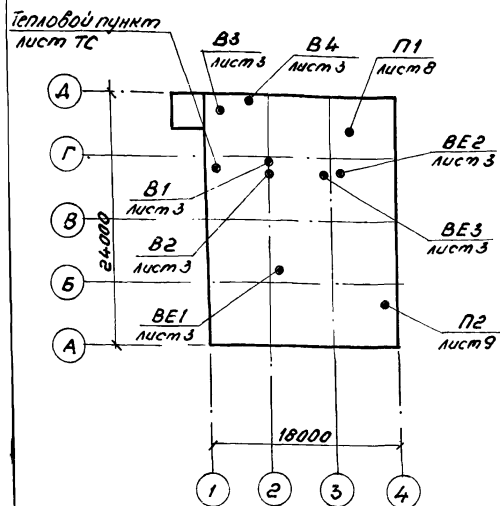 Тепловой пункт
лист ТС
В3
лист 3
В4
лист 3
П1
лист 8
Д
Г
ВЕ2
лист 3
В1
лист 3
В
ВЕ3
лист 3
В2
лист 3
24000
Б
ВЕ1
лист 3
П2
лист 9
А
18000
1
2
3
4